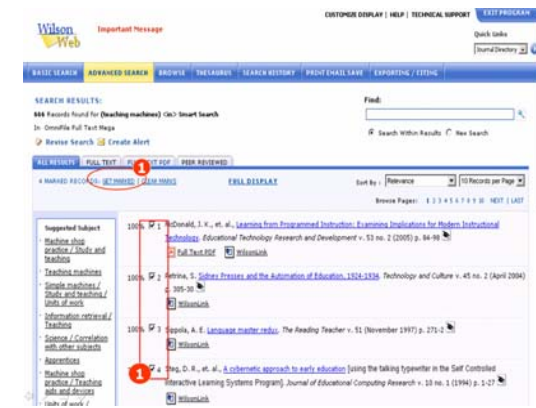 CUSTOMIZE DISPLAY | HELP | TECHNICAL SUPPORT EXIT PROGRAM
Wilson
Web
Important Message
Quick Links
Journal Directory
BASIC SEARCH ADVANCED SEARCH BROWSE THESAURUS SEARCH HISTORY PRINT EMAIL SAVE EXPORTING / CITING
SEARCH RESULTS:
Records found for (teaching machines) <in> Smart Search
In: OmniFile Full Text Mega
Revise Search Create Alert
Find:
Search Within Results New Search
ALL RESULTS FULL TEXT PDF PEER REVIEWED
1
4 MARKED RECORDS: GET MARKED | CLEAR MARKS FULL DISPLAY Sort By : Relevance 10 Records per Page
Browse Pages: 1 2 3 4 5 6 7 8 9 10 NEXT | LAST
Suggested Subject
Machine shop practice / Study and teaching
Teaching machines
Simple machines / Study and teaching / Units of work
Information retrieval / Teaching
Science / Correlation with other subjects
Apprentices
Machine shop practice / Teaching aids and devices
Units of work /
100% 1 McDonald, J. K., et. al., Learning from Programmed Instruction: Examining Implications for Modern Instructional
Technology. Educational Technology Research and Development v. 53 no. 2 (2005) p. 84-98
Full Text PDF WilsonLink
100% 2 Petrina, S. Sidney Pressey and the Automation of Education, 1924-1934. Technology and Culture v. 45 no. 2 (April 2004)
p. 305-30
WilsonLink
100% 3 A. E. Language master redux. The Reading Teacher v. 51 (November 1997) p. 271-2
WilsonLink
1
4 Steg, D. R., et. al., A cybernetic approach to early education [using the talking typewriter in the Self Controlled
Interactive Learning Systems Program]. Journal of Educational Computing Research v. 10 no. 1 (1994) p. 1-27
WilsonLink